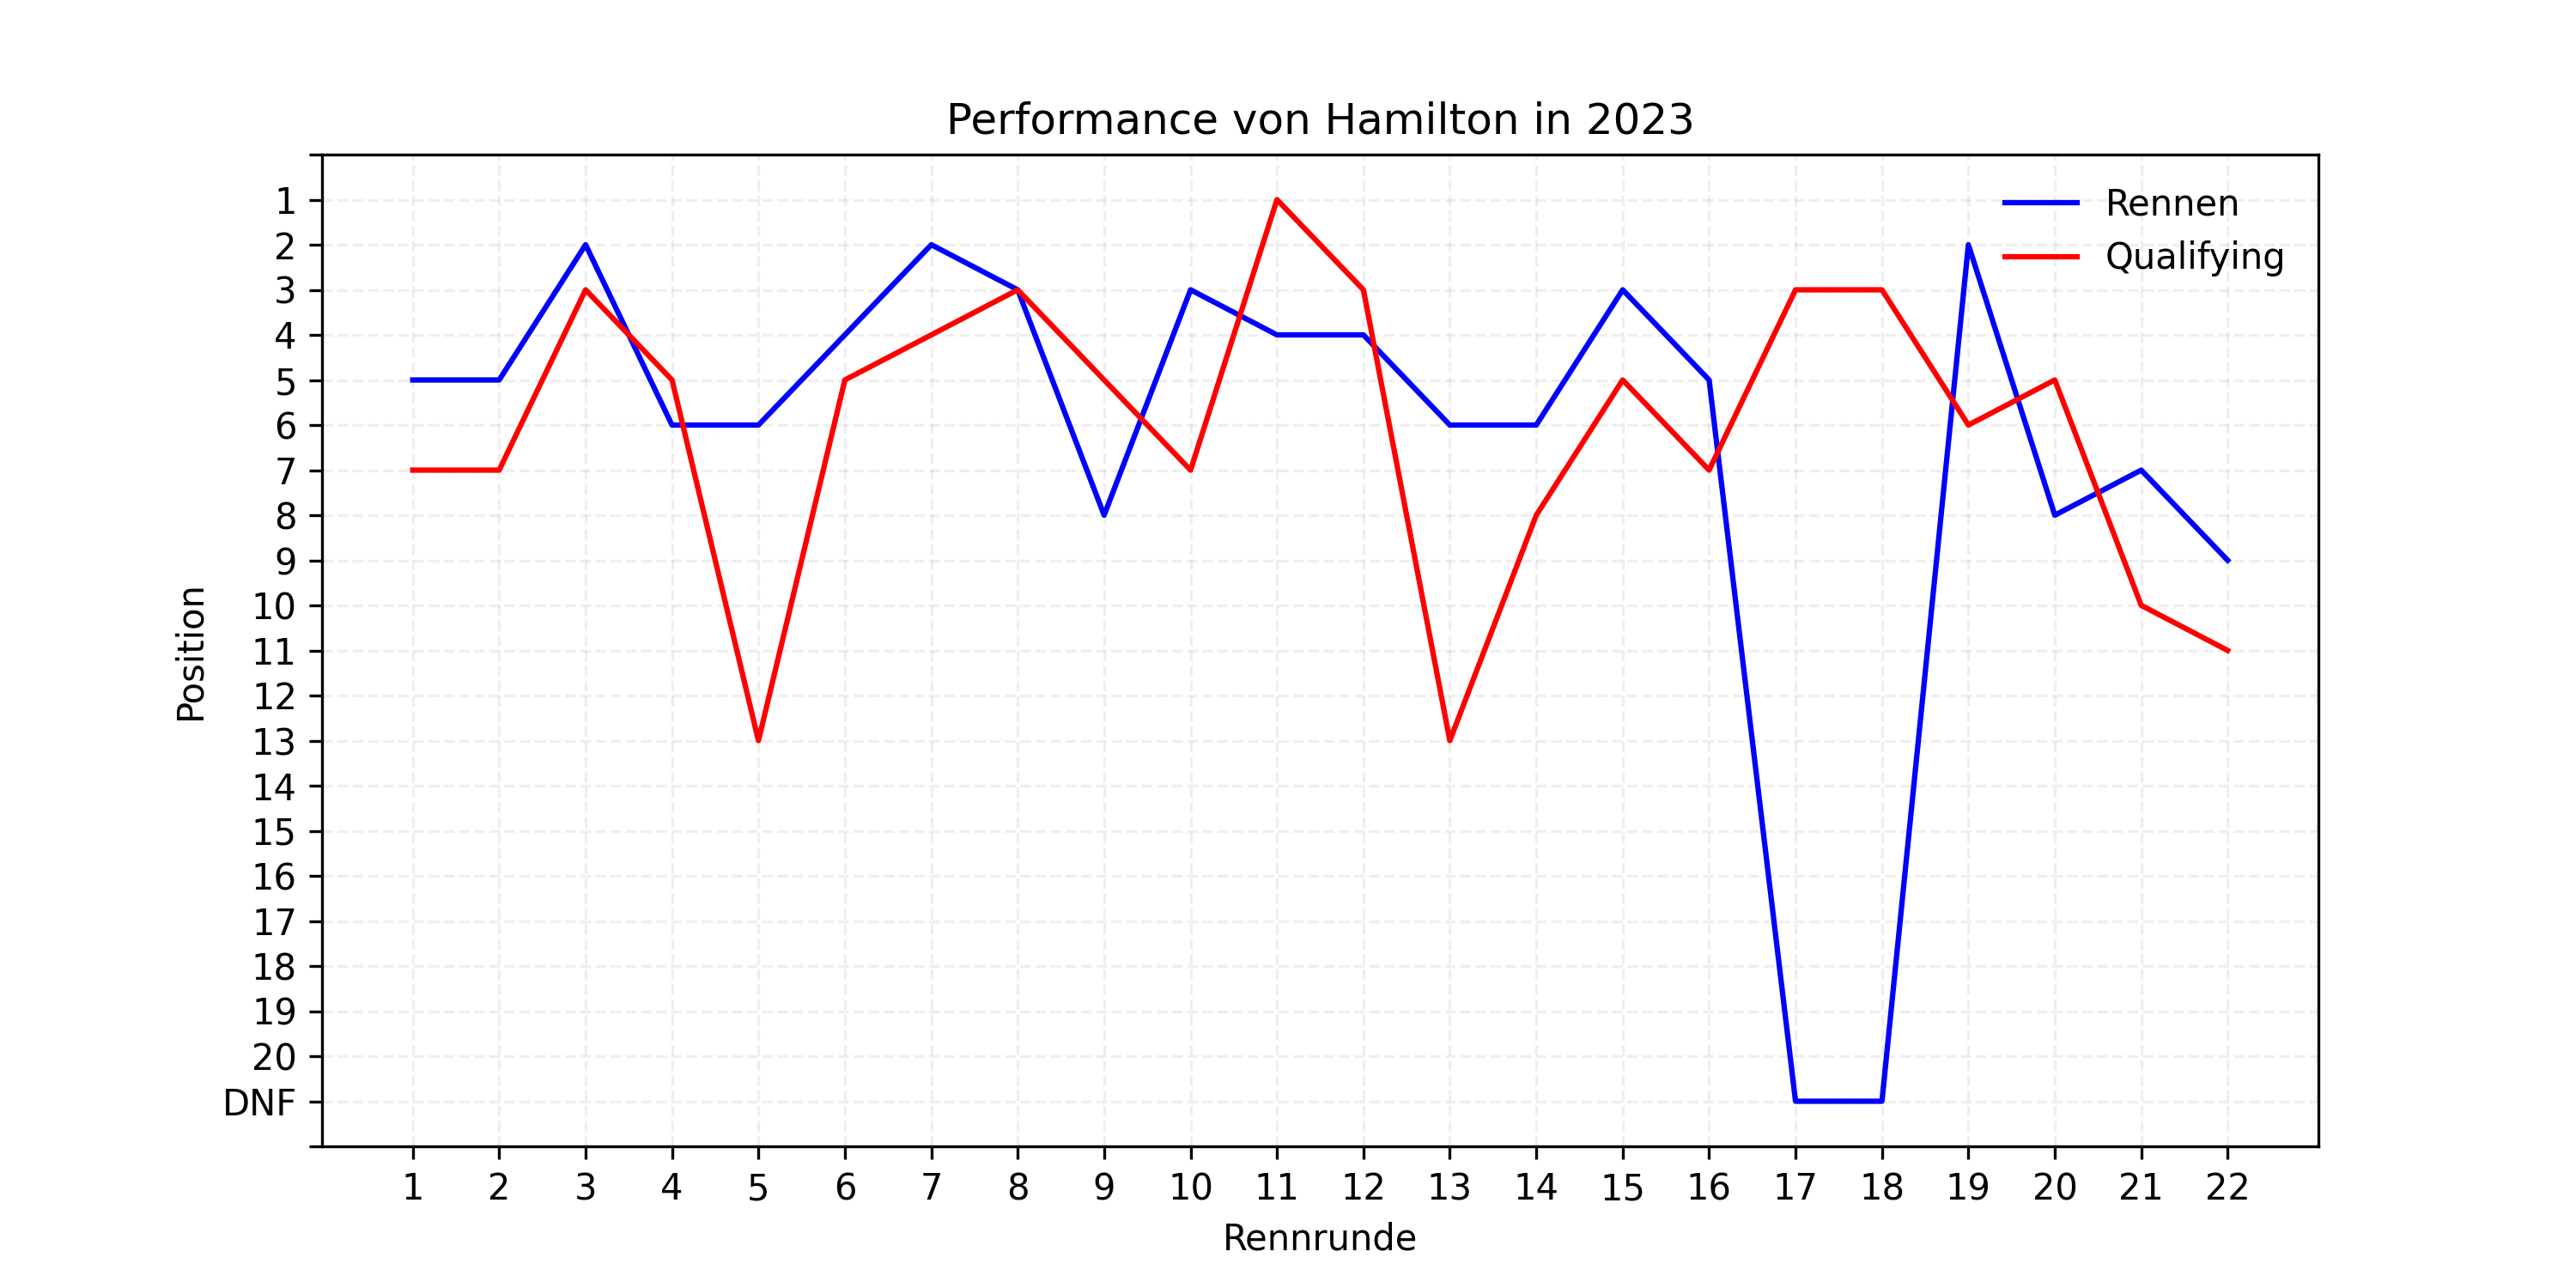 Performance von Hamilton in 2023
Rennen
Qualifying
Position
1
2
3
4
5
6
7
8
9
10
11
12
13
14
15
16
17
18
19
20
DNF
1 2 3 4 5 6 7 8 9 10 11 12 13 14 15 16 17 18 19 20 21 22
Rennrunde